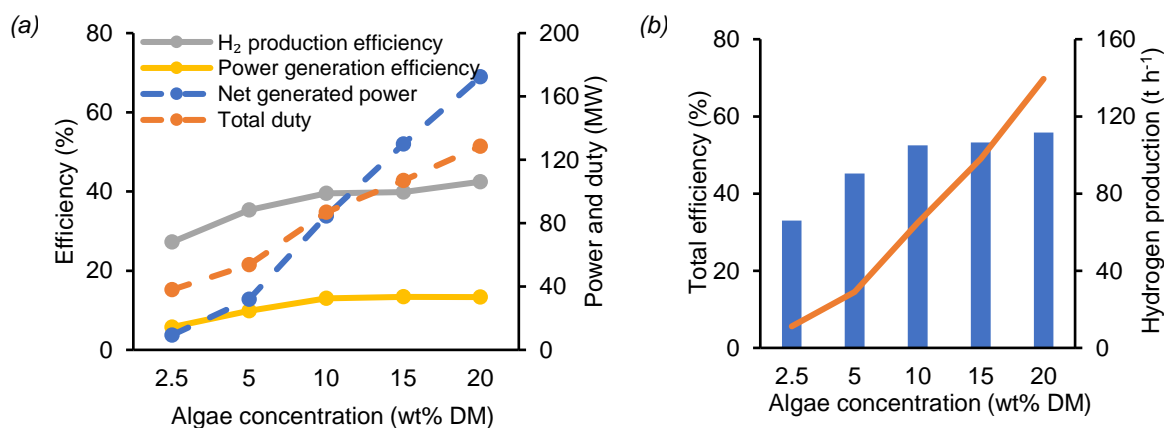 (a)
H₂ production efficiency
Power generation efficiency
Net generated power
Total duty
Efficiency (%)
80
60
40
20
0
Power and duty (MW)
200
160
120
80
40
0
2.5 5 10 15 20
Algae concentration (wt% DM)
(b)
Total efficiency (%)
80
60
40
20
0
Hydrogen production (t h⁻¹)
160
120
80
40
0
2.5 5 10 15 20
Algae concentration (wt% DM)